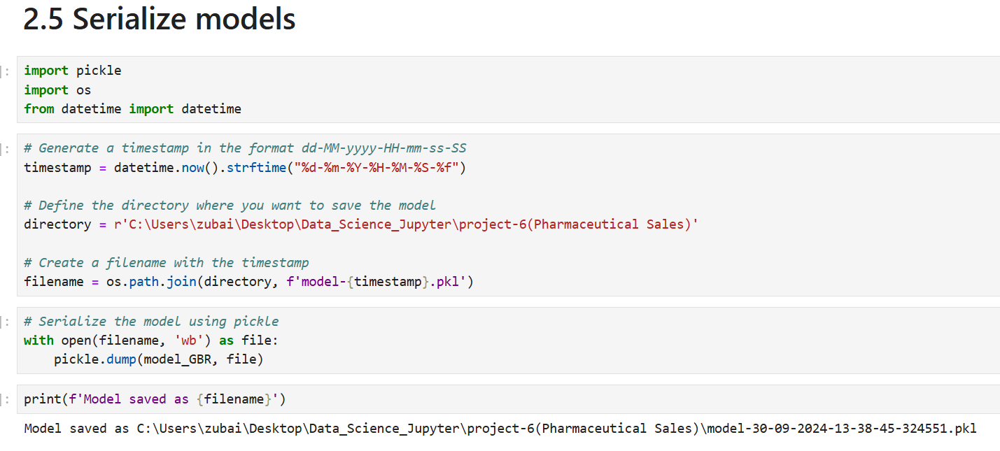 2.5 Serialize models
]:
import pickle
import os
from datetime import datetime
]:
# Generate a timestamp in the format dd-MM-yyyy-HH-mm-ss-SS
timestamp = datetime.now().strftime("%d-%m-%Y-%H-%M-%S-%f")
# Define the directory where you want to save the model
directory = r'C:\Users\zubai\Desktop\Data_Science_Jupyter\project-6(Pharmaceutical Sales)'
# Create a filename with the timestamp
filename = os.path.join(directory, f'model-{timestamp}.pkl')
]:
# Serialize the model using pickle
with open(filename, 'wb') as file:
    pickle.dump(model_GBR, file)
]:
print(f'Model saved as {filename}')
Model saved as C:\Users\zubai\Desktop\Data_Science_Jupyter\project-6(Pharmaceutical Sales)\model-30-09-2024-13-38-45-324551.pkl